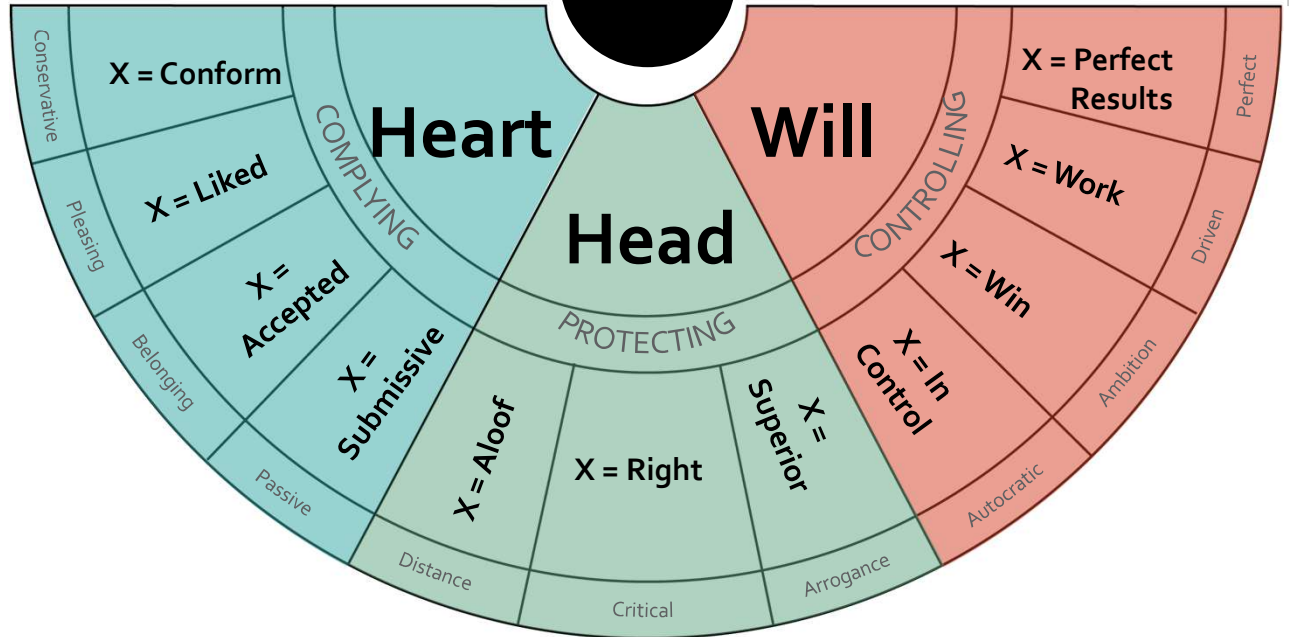 Heart
COMPLYING
X = Conform
Conservative
X = Liked
Pleasing
X =
Accepted
Belonging
X =
Submissive
Passive
Head
PROTECTING
X = Aloof
Distance
X = Right
Critical
X =
Superior
Arrogance
Will
CONTROLLING
X = In
Control
Autocratic
X = Win
Ambition
X = Work
Driven
X = Perfect
Results
Perfect